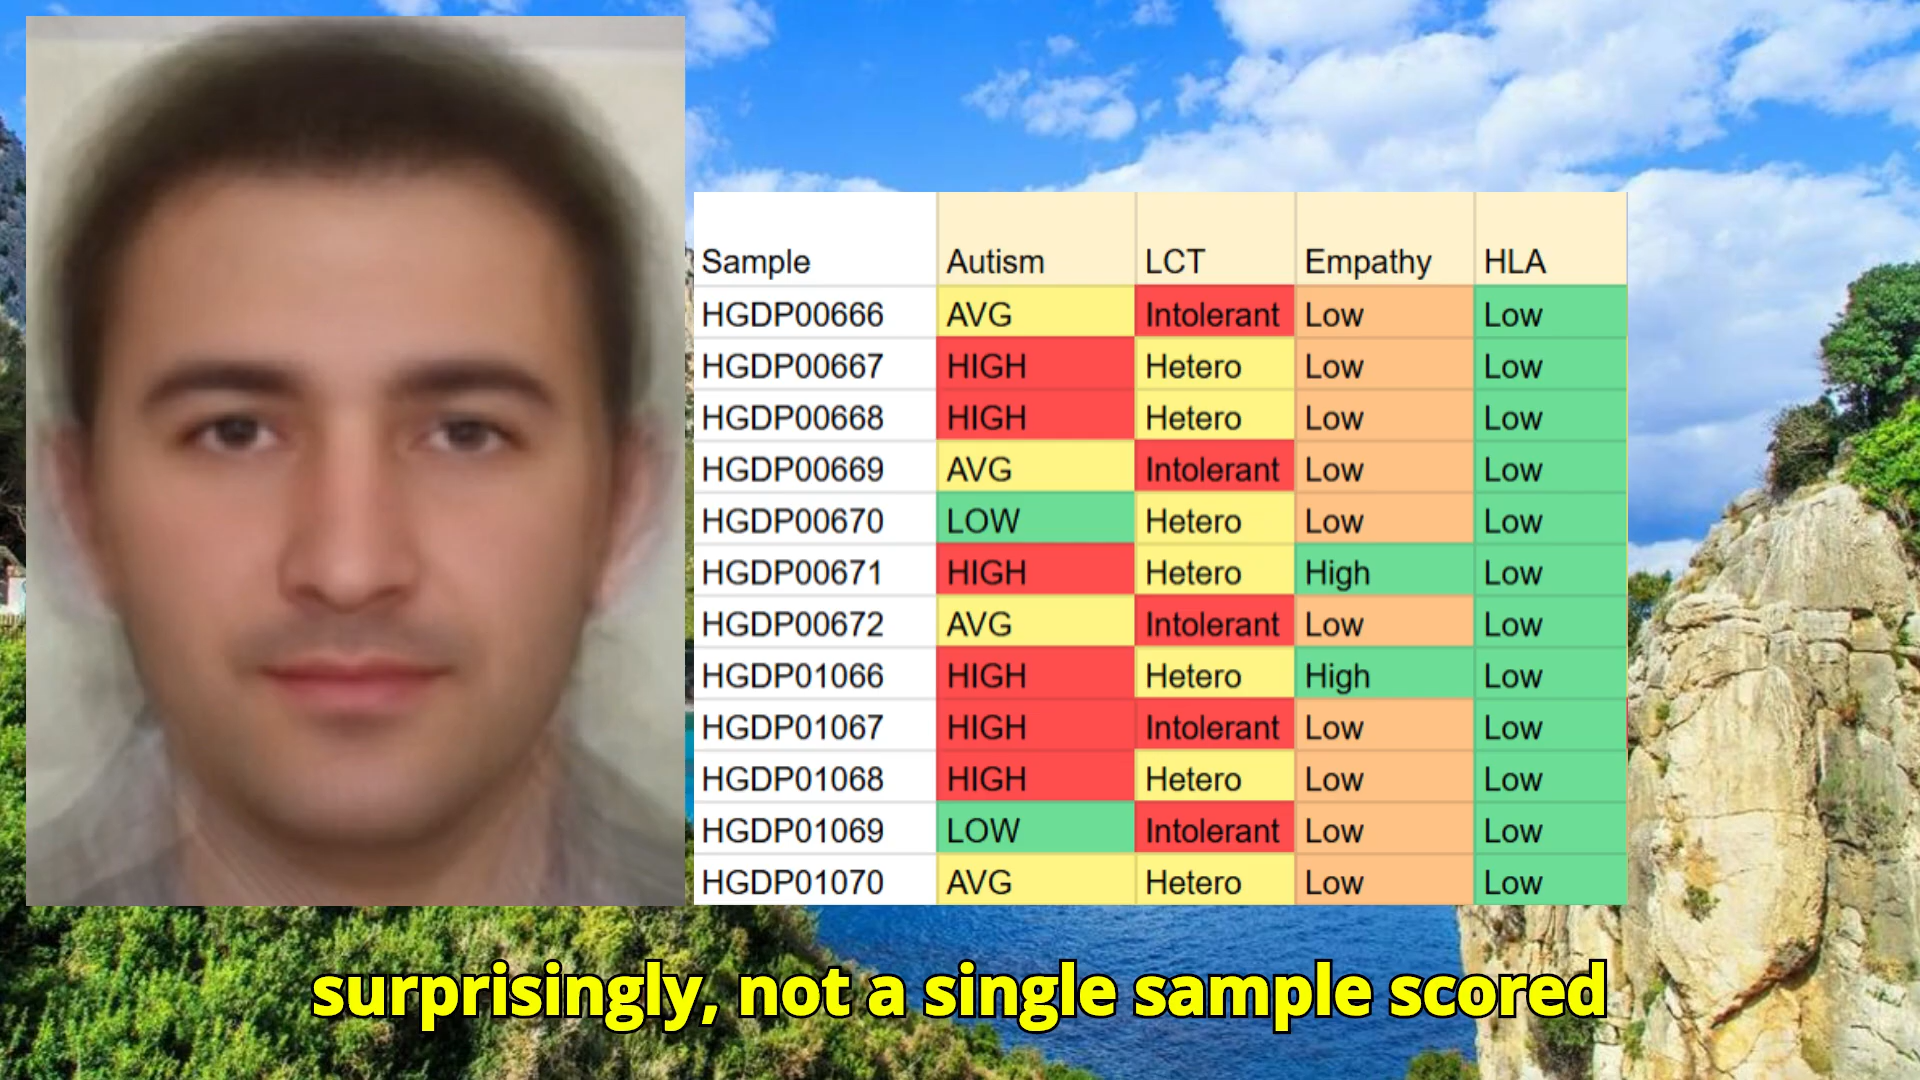 Sample Autism LCT Empathy HLA
HGDP00666 AVG Intolerant Low Low
HGDP00667 HIGH Hetero Low Low
HGDP00668 HIGH Hetero Low Low
HGDP00669 AVG Intolerant Low Low
HGDP00670 LOW Hetero Low Low
HGDP00671 HIGH Hetero High Low
HGDP00672 AVG Intolerant Low Low
HGDP01066 HIGH Hetero High Low
HGDP01067 HIGH Intolerant Low Low
HGDP01068 HIGH Hetero Low Low
HGDP01069 LOW Intolerant Low Low
HGDP01070 AVG Hetero Low Low
surprisingly, not a single sample scored